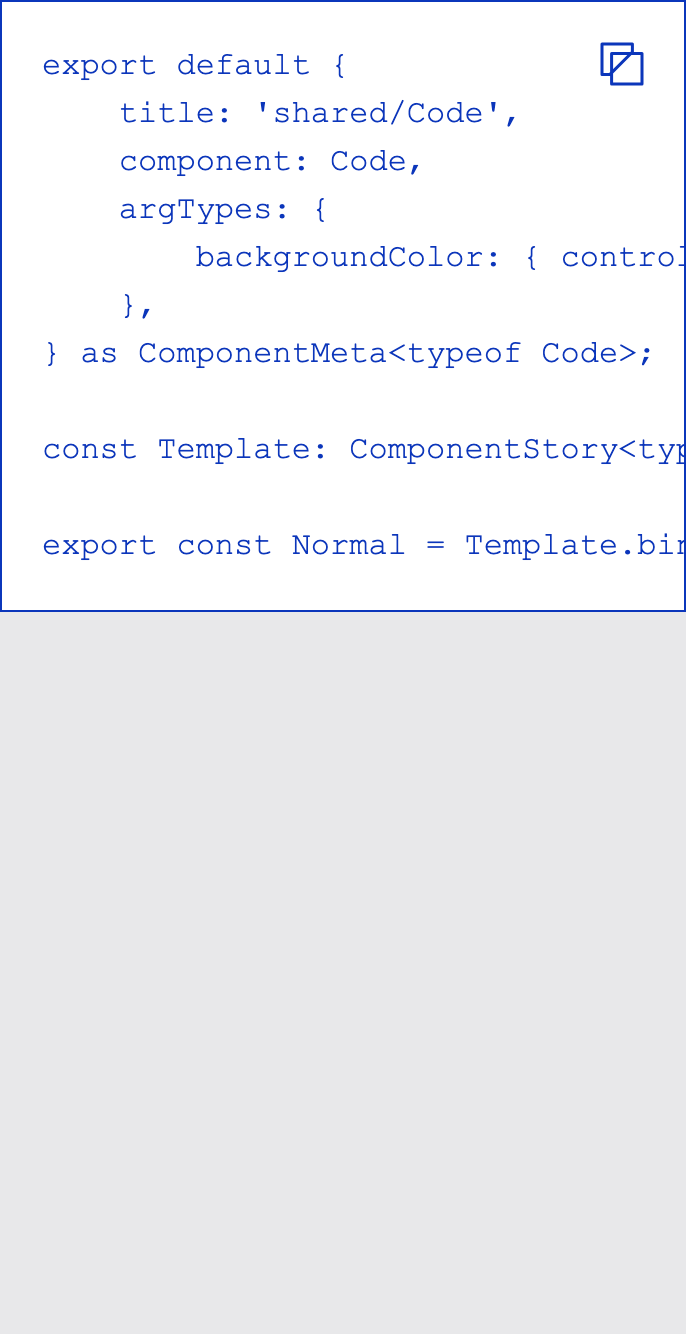 export default {
    title: 'shared/Code',
    component: Code,
    argTypes: {
        backgroundColor: { control
    },
} as ComponentMeta<typeof Code>;
const Template: ComponentStory<typ
export const Normal = Template.bin